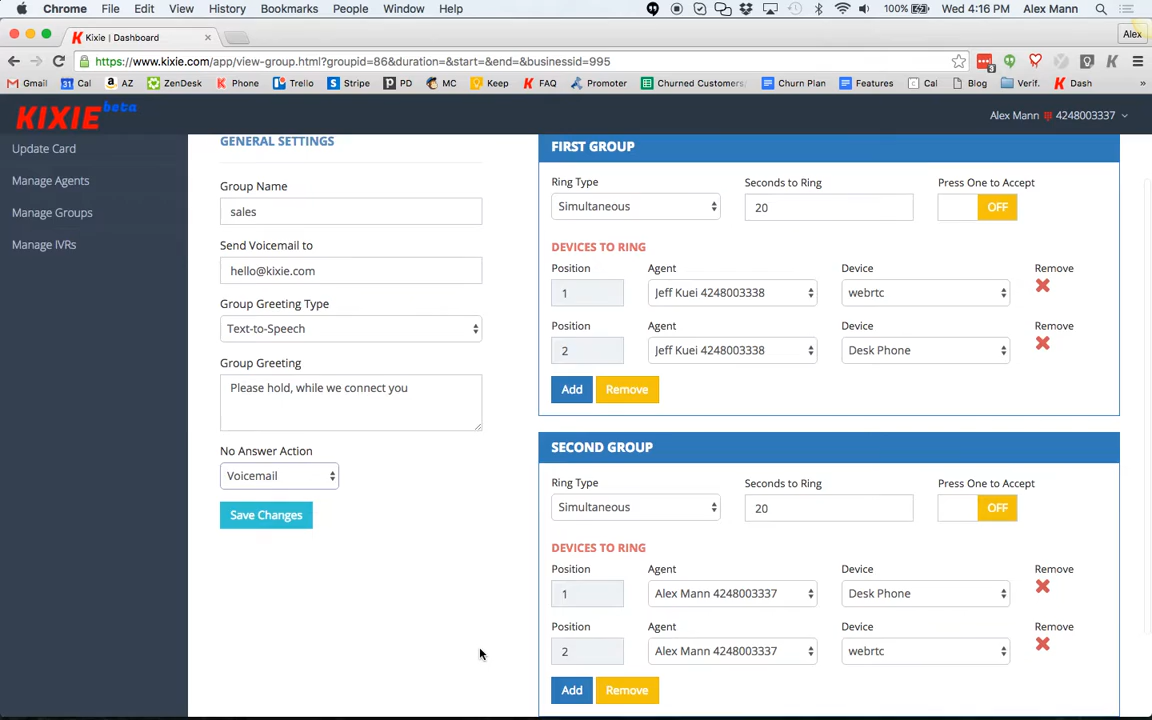 Chrome File Edit View History Bookmarks People Window Help 100% Wed 4:16 PM Alex Mann
Kixie | Dashboard × Alex
https://www.kixie.com/app/view-group.html?groupid=86&duration=&start=&end=&businessid=995
Gmail Cal AZ ZenDesk Phone Trello Stripe PD MC Keep FAQ Promoter Churned Customers Churn Plan Features Cal Blog Verif. Dash »
KIXIE beta Alex Mann 4248003337
Update Card
Manage Agents
Manage Groups
Manage IVRs
GENERAL SETTINGS
Group Name
sales
Send Voicemail to
hello@kixie.com
Group Greeting Type
Text-to-Speech
Group Greeting
Please hold, while we connect you
No Answer Action
Voicemail
Save Changes
FIRST GROUP
Ring Type Seconds to Ring Press One to Accept
Simultaneous 20 OFF
DEVICES TO RING
Position Agent Device Remove
1 Jeff Kuei 4248003338 webrtc
Position Agent Device Remove
2 Jeff Kuei 4248003338 Desk Phone
Add Remove
SECOND GROUP
Ring Type Seconds to Ring Press One to Accept
Simultaneous 20 OFF
DEVICES TO RING
Position Agent Device Remove
1 Alex Mann 4248003337 Desk Phone
Position Agent Device Remove
2 Alex Mann 4248003337 webrtc
Add Remove